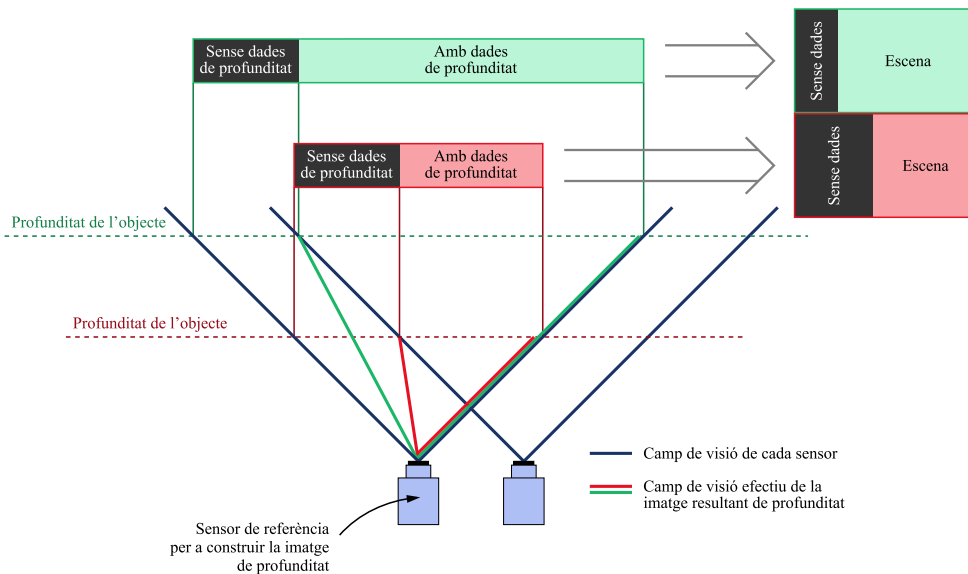 Sense dades
de profunditat
Amb dades
de profunditat
Sense dades
Escena
Sense dades
de profunditat
Amb dades
de profunditat
Sense dades
Escena
Profunditat de l’objecte
Profunditat de l’objecte
Camp de visió de cada sensor
Camp de visió efectiu de la
imatge resultant de profunditat
Sensor de referència
per a construir la imatge
de profunditat